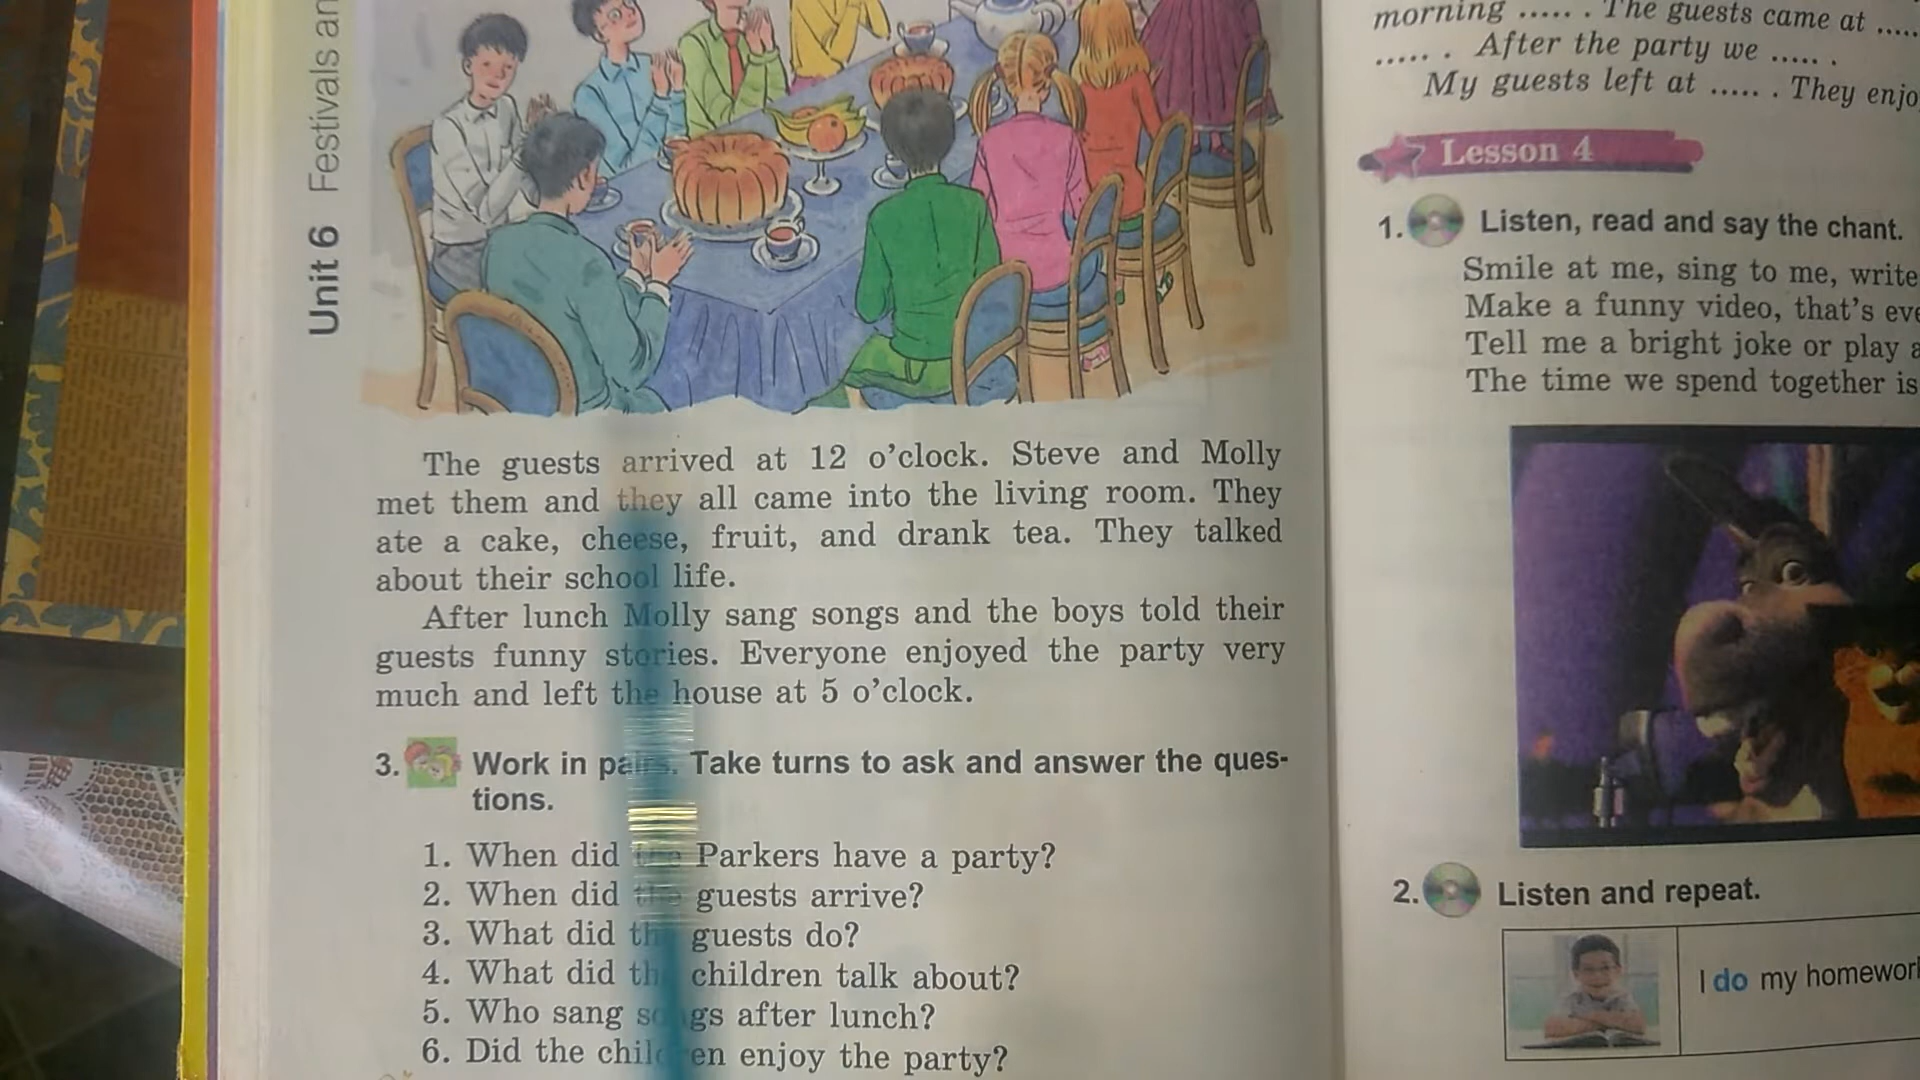 Unit 6 Festivals an
The guests arrived at 12 o'clock. Steve and Molly
met them and they all came into the living room. They
ate a cake, cheese, fruit, and drank tea. They talked
about their school life.
After lunch Molly sang songs and the boys told their
guests funny stories. Everyone enjoyed the party very
much and left the house at 5 o'clock.
3. Work in pairs. Take turns to ask and answer the ques-
tions.
1. When did the Parkers have a party?
2. When did the guests arrive?
3. What did the guests do?
4. What did the children talk about?
5. Who sang songs after lunch?
6. Did the children enjoy the party?
morning ..... . The guests came at .....
..... . After the party we ..... .
My guests left at ..... . They enjo
Lesson 4
1. Listen, read and say the chant.
Smile at me, sing to me, write
Make a funny video, that's eve
Tell me a bright joke or play a
The time we spend together is
2. Listen and repeat.
I do my homework